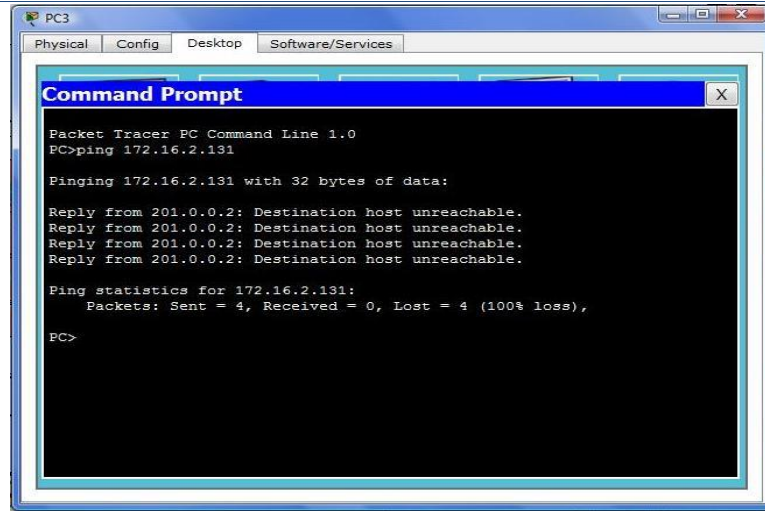 PC3
Physical Config Desktop Software/Services
Command Prompt X
Packet Tracer PC Command Line 1.0
PC>ping 172.16.2.131
Pinging 172.16.2.131 with 32 bytes of data:
Reply from 201.0.0.2: Destination host unreachable.
Reply from 201.0.0.2: Destination host unreachable.
Reply from 201.0.0.2: Destination host unreachable.
Reply from 201.0.0.2: Destination host unreachable.
Ping statistics for 172.16.2.131:
Packets: Sent = 4, Received = 0, Lost = 4 (100% loss),
PC>